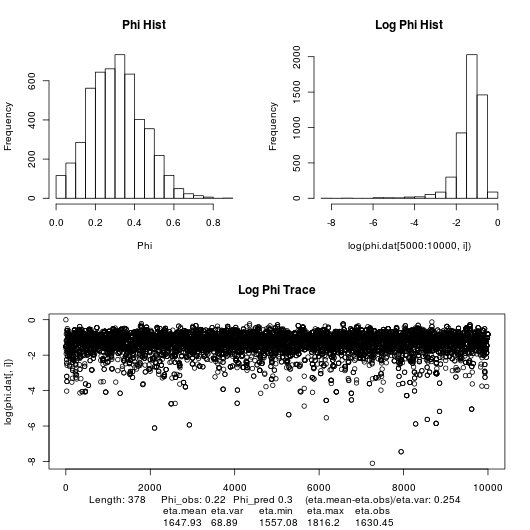 Phi Hist
Log Phi Hist
Frequency
0 200 400 600
0.0 0.2 0.4 0.6 0.8
Phi
Frequency
0 500 1000 1500 2000
-8 -6 -4 -2 0
log(phi.dat[5000:10000, i])
Log Phi Trace
log(phi.dat[, i])
-8 -6 -4 -2 0
0 2000 4000 6000 8000 10000
Length: 378 Phi_obs: 0.22 Phi_pred 0.3 (eta.mean-eta.obs)/eta.var: 0.254
eta.mean eta.var eta.min eta.max eta.obs
1647.93 68.89 1557.08 1816.2 1630.45